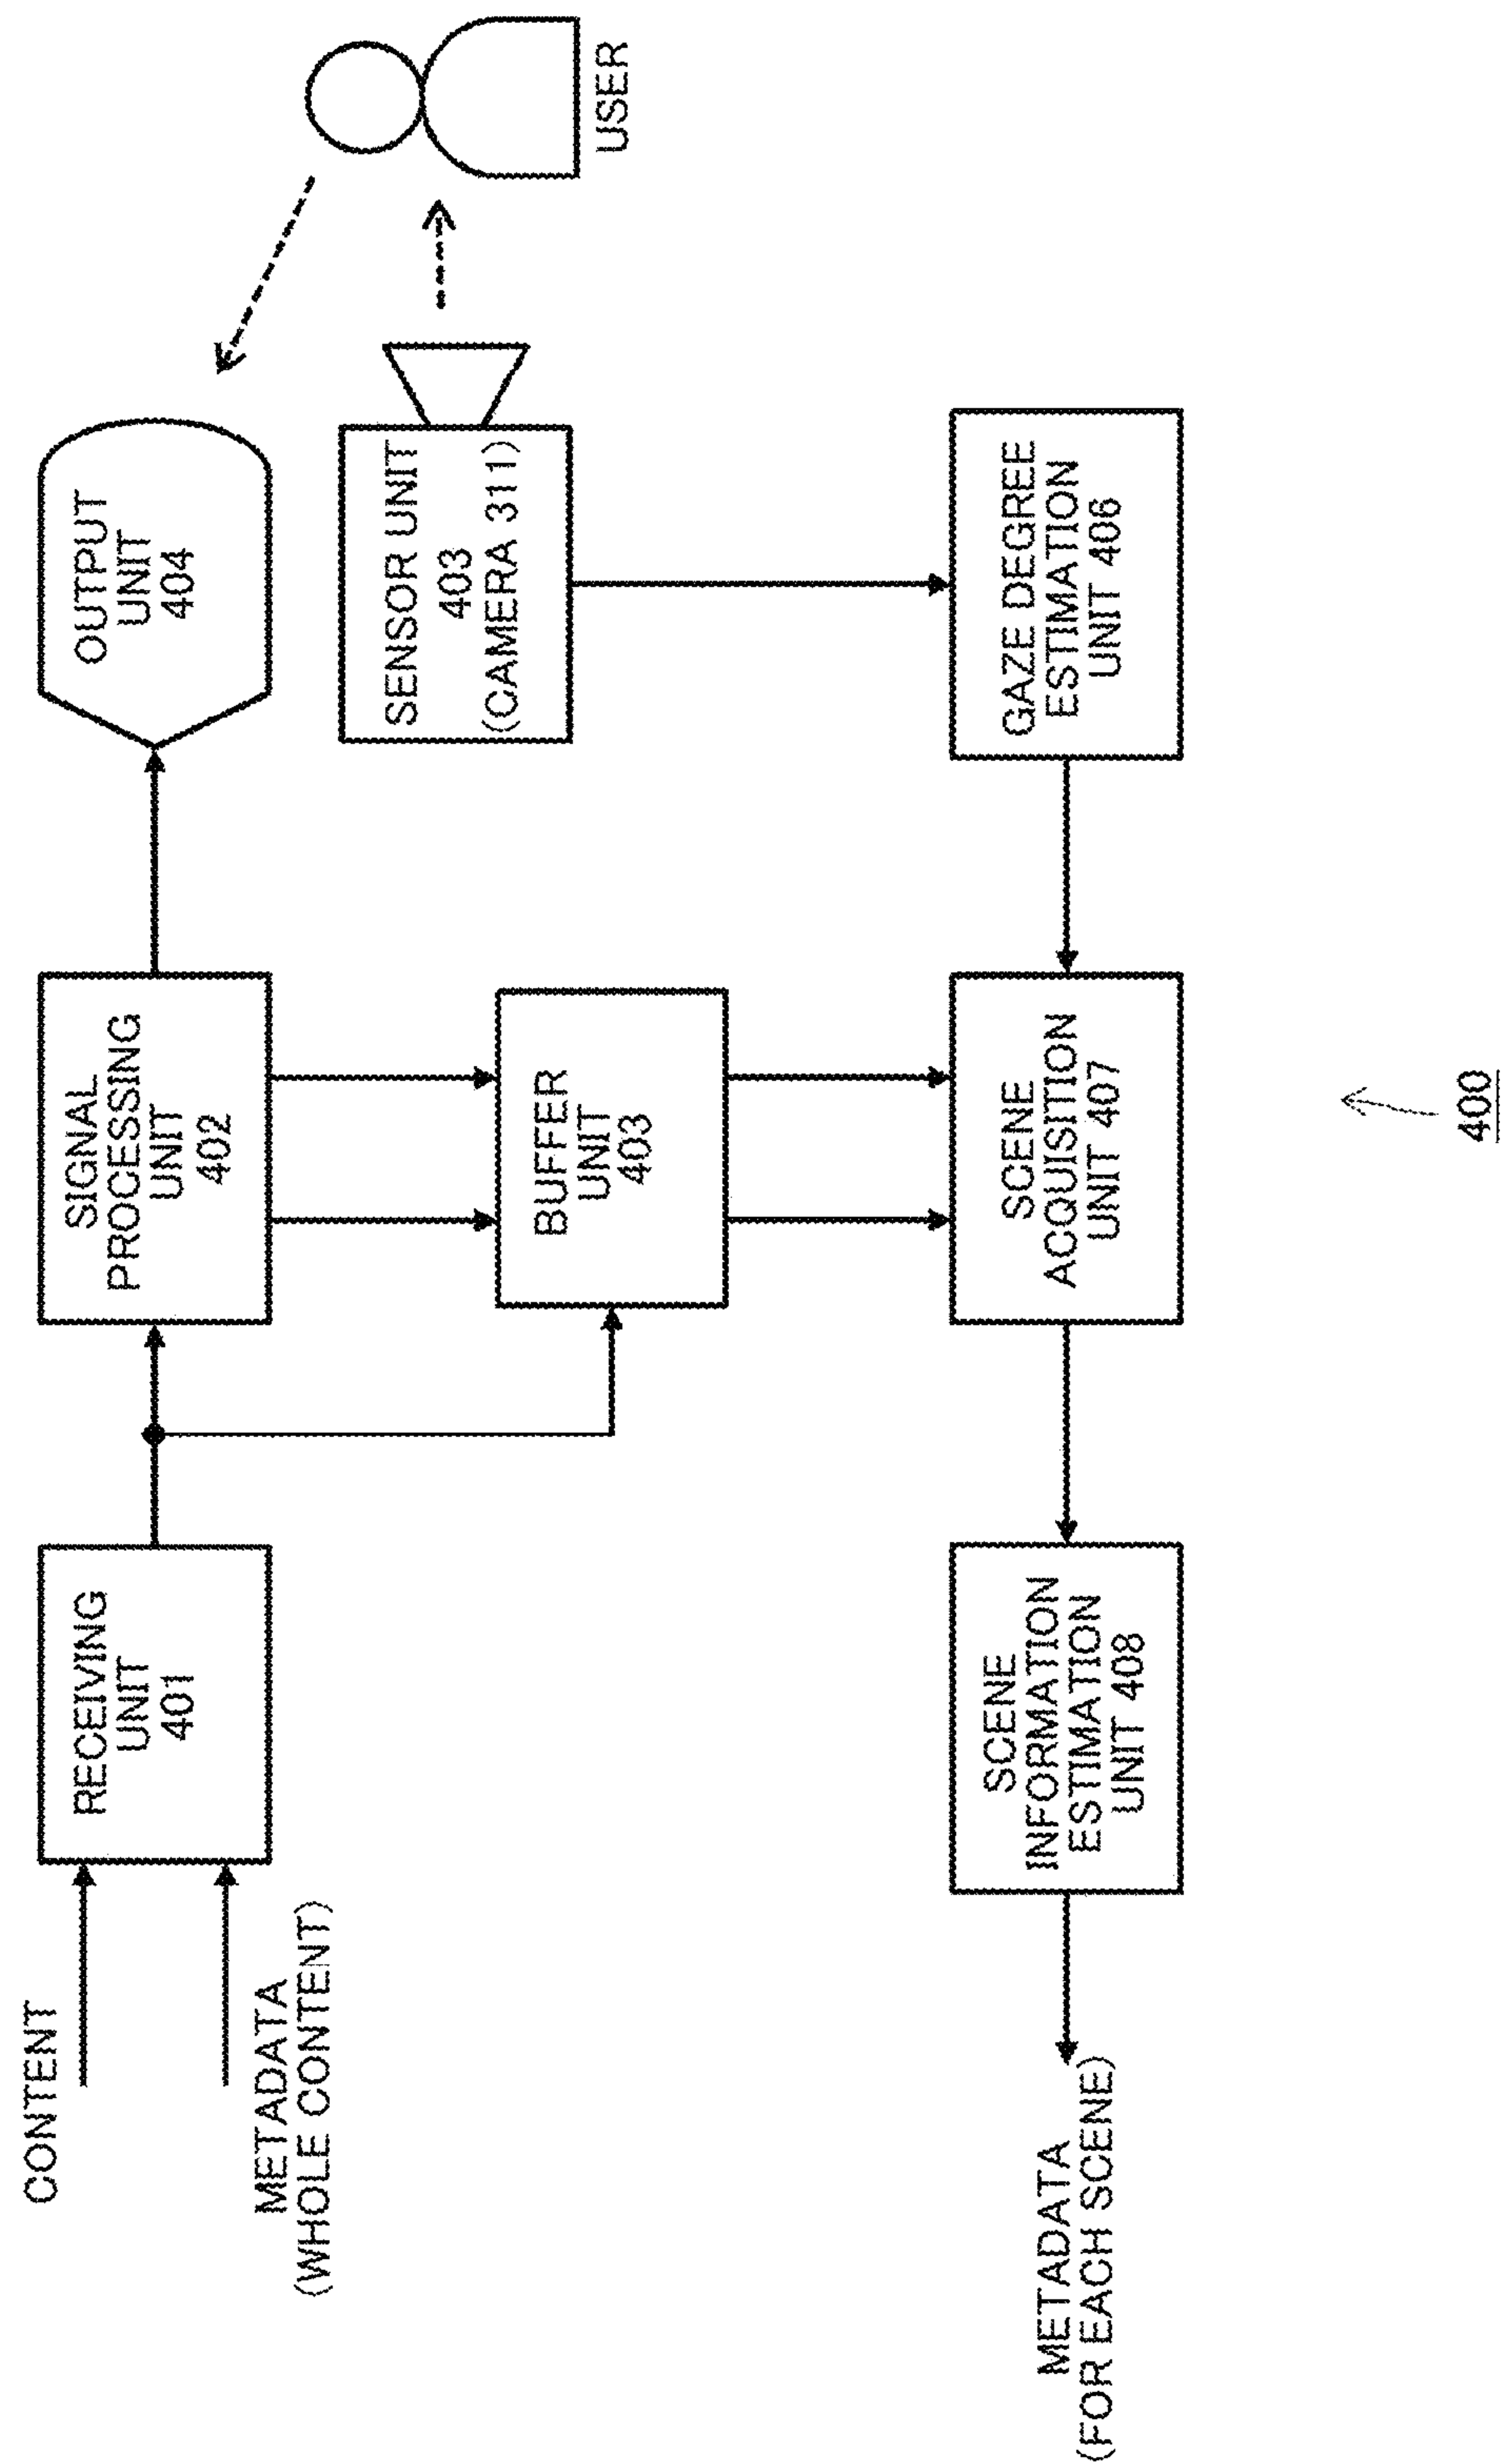 CONTENT
METADATA
(WHOLE CONTENT)
RECEIVING
UNIT
401
SIGNAL
PROCESSING
UNIT
402
OUTPUT
UNIT
404
BUFFER
UNIT
403
SENSOR UNIT
403
(CAMERA 311)
USER
METADATA
(FOR EACH SCENE)
SCENE
INFORMATION
ESTIMATION
UNIT 408
SCENE
ACQUISITION
UNIT 407
GAZE DEGREE
ESTIMATION
UNIT 406
400